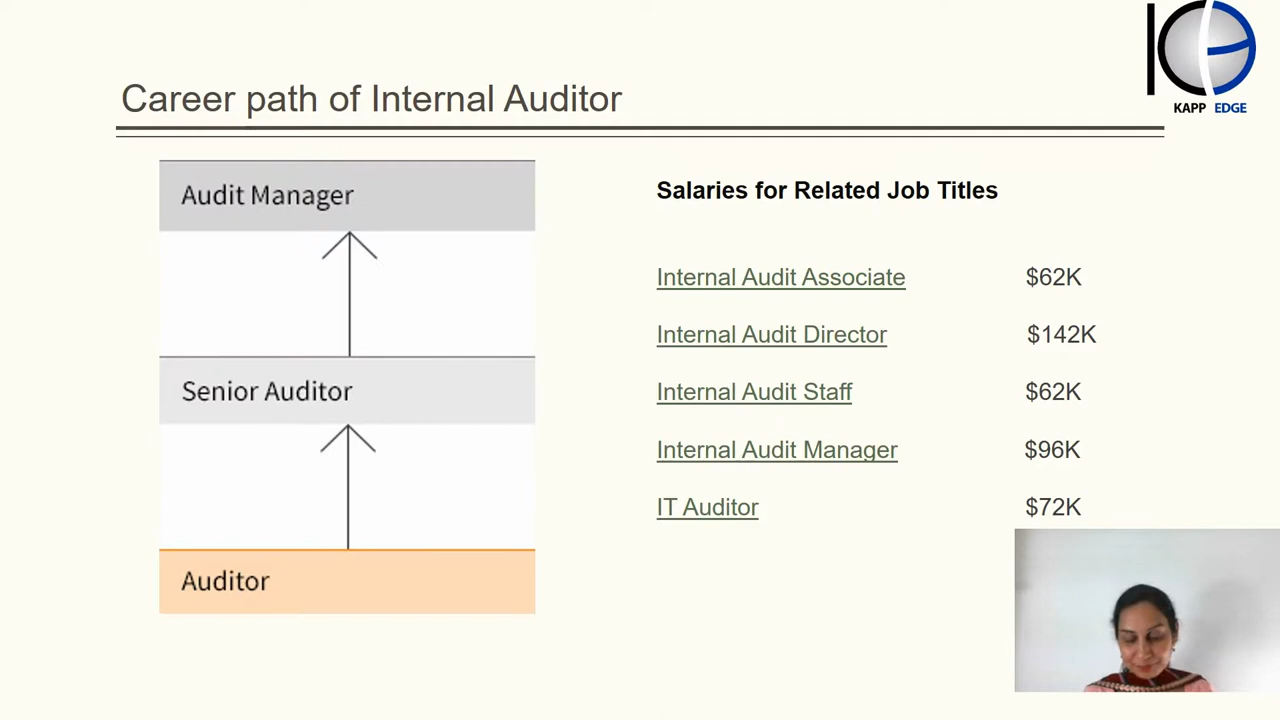 KAPP EDGE
Career path of Internal Auditor
Audit Manager
Senior Auditor
Auditor
Salaries for Related Job Titles
Internal Audit Associate $62K
Internal Audit Director $142K
Internal Audit Staff $62K
Internal Audit Manager $96K
IT Auditor $72K